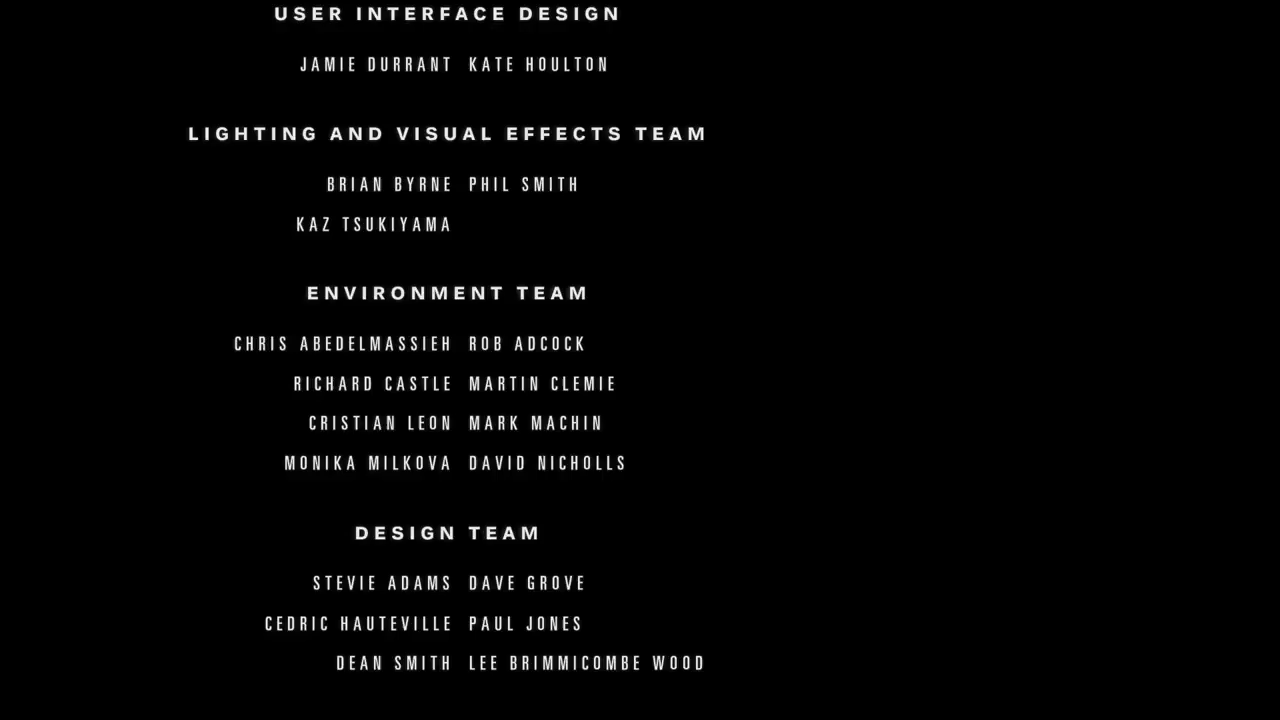 USER INTERFACE DESIGN
JAMIE DURRANT KATE HOULTON
LIGHTING AND VISUAL EFFECTS TEAM
BRIAN BYRNE PHIL SMITH
KAZ TSUKIYAMA
ENVIRONMENT TEAM
CHRIS ABEDELMASSIEH ROB ADCOCK
RICHARD CASTLE MARTIN CLEMIE
CRISTIAN LEON MARK MACHIN
MONIKA MILKOVA DAVID NICHOLLS
DESIGN TEAM
STEVIE ADAMS DAVE GROVE
CEDRIC HAUTEVILLE PAUL JONES
DEAN SMITH LEE BRIMMICOMBE WOOD